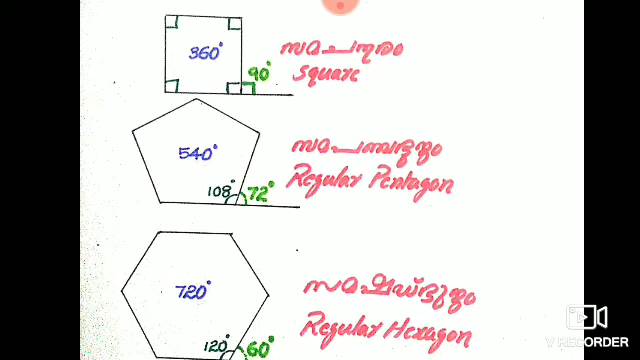 360°
90°
സമചതുരം
Square
540°
108°
72°
സമപഞ്ചഭുജം
Regular Pentagon
720°
120°
60°
സമഷഡ്ഭുജം
Regular Hexagon
V RECORDER